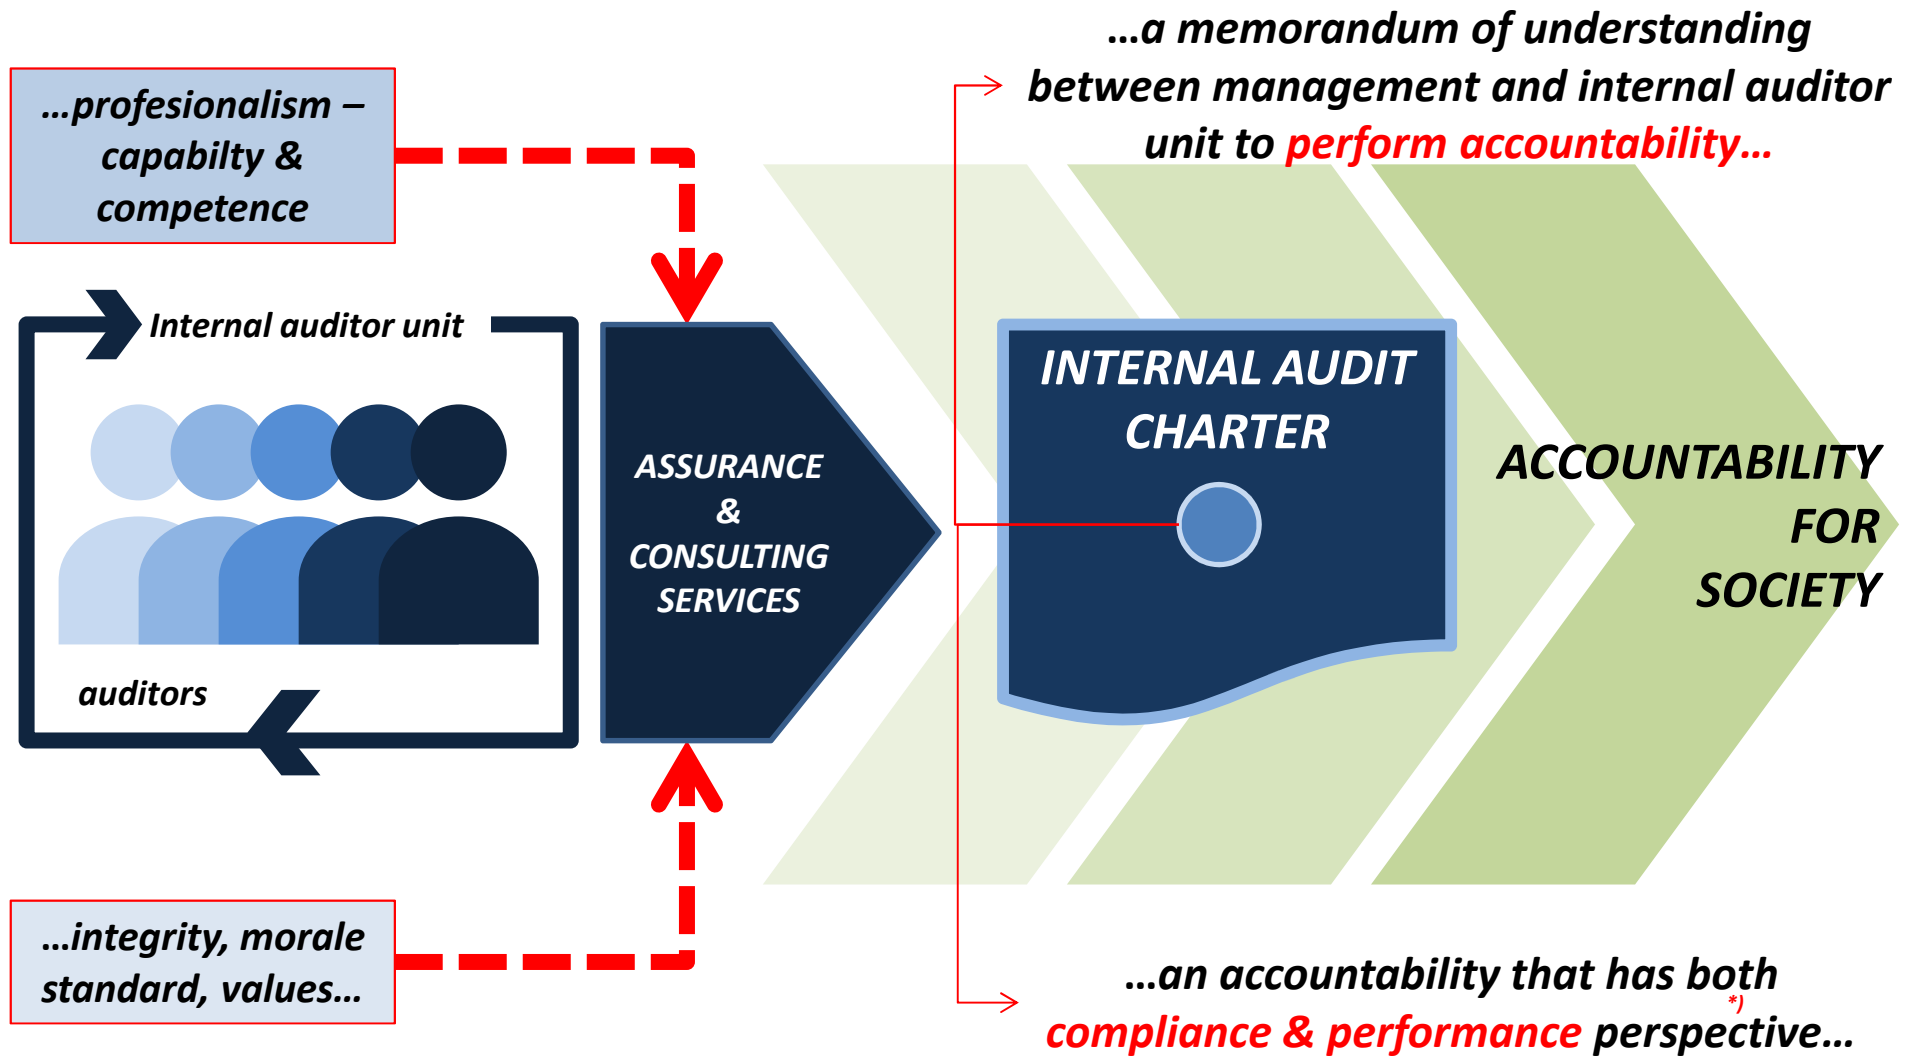 …a memorandum of understanding
between management and internal auditor
unit to perform accountability…
…profesionalism –
capabilty &
competence
Internal auditor unit
auditors
ASSURANCE
&
CONSULTING
SERVICES
INTERNAL AUDIT
CHARTER
ACCOUNTABILITY
FOR
SOCIETY
…integrity, morale
standard, values…
…an accountability that has both
*)
compliance & performance perspective…